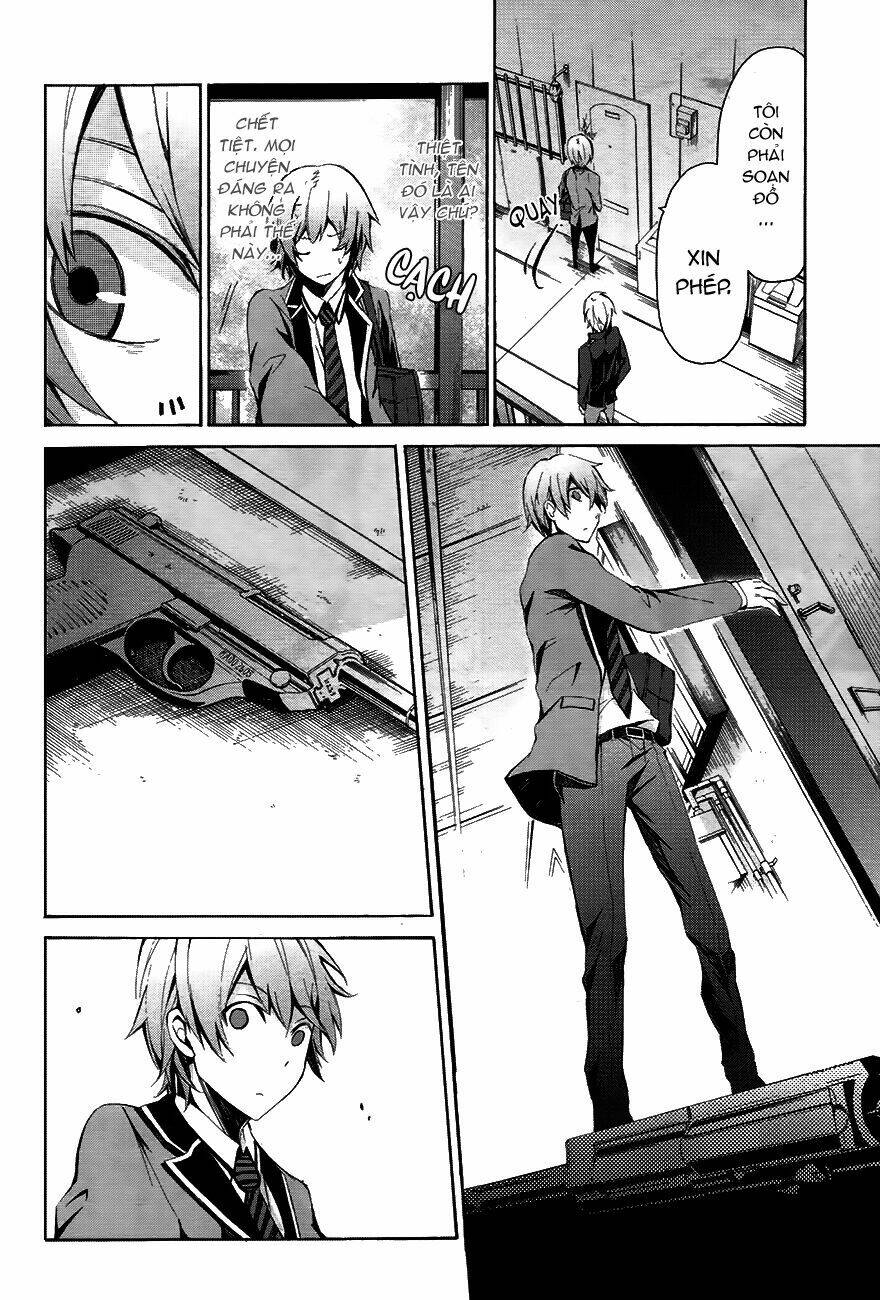 TÔI
CÒN
PHẢI
SOẠN
ĐỒ
...
XIN
PHÉP.
QUAY
THIỆT
TÌNH, TÊN
ĐÓ LÀ AI
VẬY CHỨ?
CẠCH
CHẾT
TIỆT. MỌI
CHUYỆN
ĐÁNG RA
KHÔNG
PHẢI THẾ
NÀY...